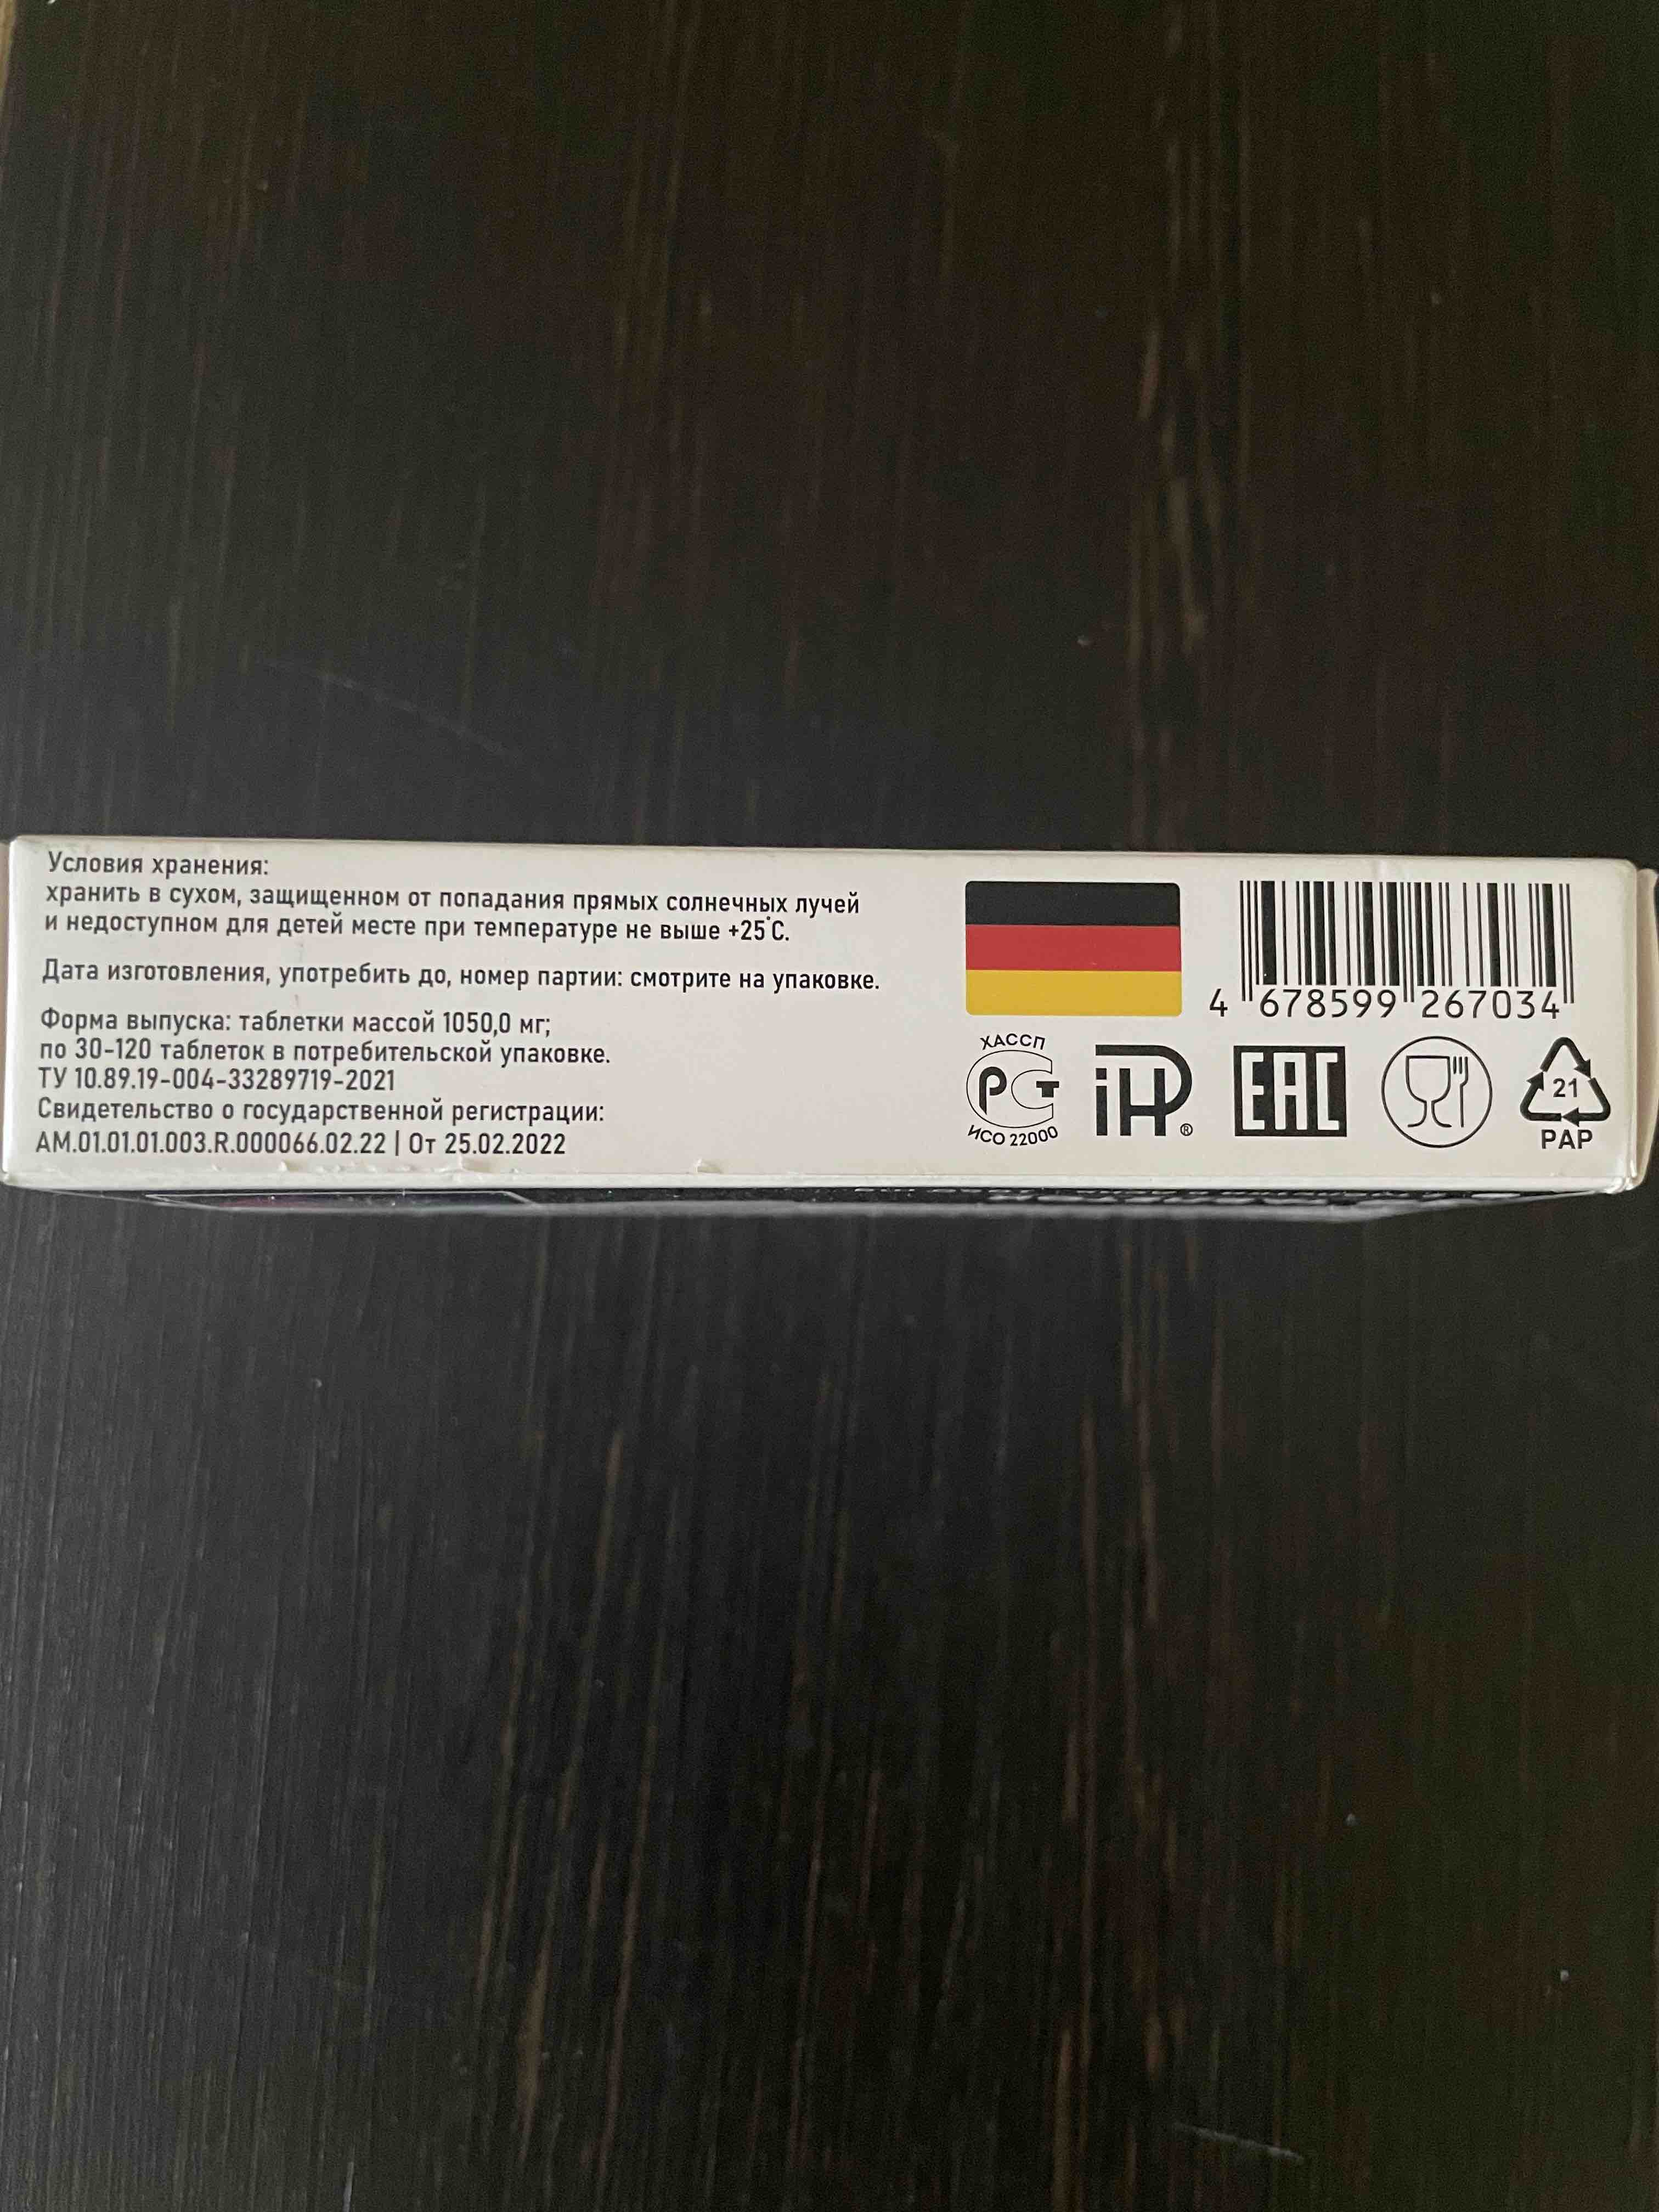 Условия хранения:
хранить в сухом, защищенном от попадания прямых солнечных лучей
и недоступном для детей месте при температуре не выше +25°С.
Дата изготовления, употребить до, номер партии: смотрите на упаковке.
Форма выпуска: таблетки массой 1050,0 мг;
по 30-120 таблеток в потребительской упаковке.
ТУ 10.89.19-004-33289719-2021
Свидетельство о государственной регистрации:
AM.01.01.01.003.R.000066.02.22 | От 25.02.2022
4 678599 267034
ХАССП
РСТ
ИСО 22000
iHP®
EAC
21
PAP